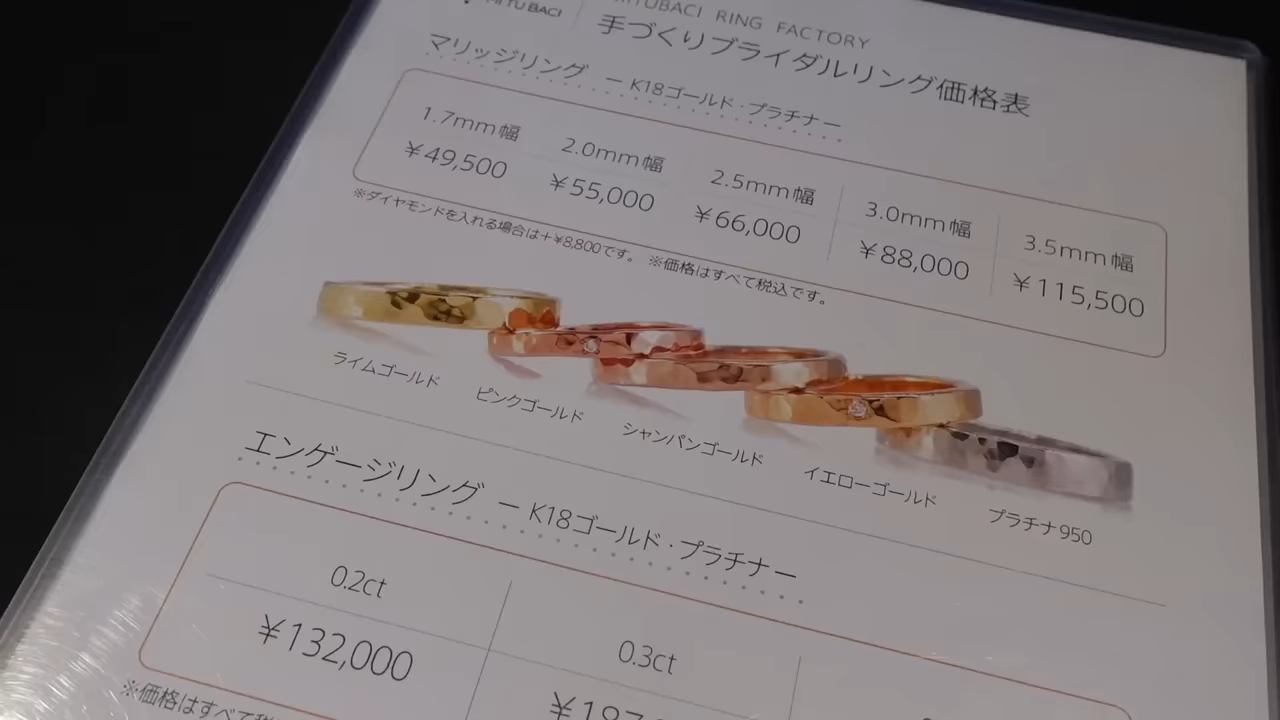 MITUBACI
MITUBACI RING FACTORY
手づくりブライダルリング価格表
マリッジリング ー K18ゴールド・プラチナー
1.7mm幅 2.0mm幅 2.5mm幅 3.0mm幅 3.5mm幅
￥49,500 ￥55,000 ￥66,000 ￥88,000 ￥115,500
※ダイヤモンドを入れる場合は＋¥8,800です。 ※価格はすべて税込です。
ライムゴールド ピンクゴールド シャンパンゴールド イエローゴールド プラチナ950
エンゲージリング ー K18ゴールド・プラチナー
0.2ct 0.3ct
￥132,000
※価格はすべて税